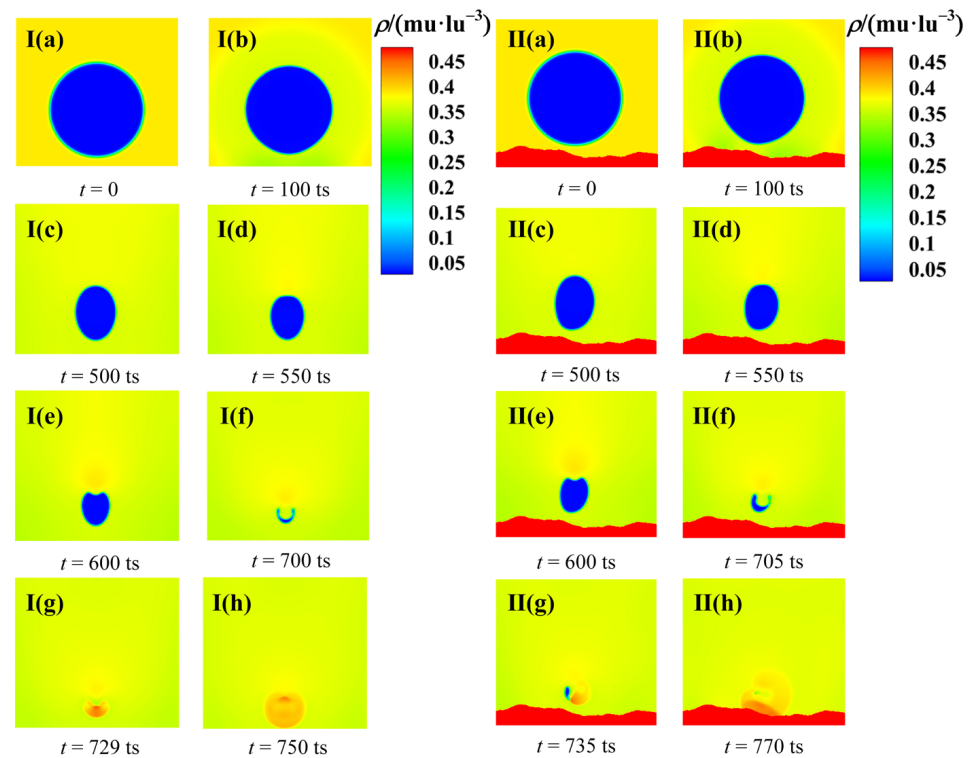 I(a)
I(b)
ρ/(mu·lu⁻³)
0.45
0.4
0.35
0.3
0.25
0.2
0.15
0.1
0.05
t = 0
t = 100 ts
I(c)
I(d)
t = 500 ts
t = 550 ts
I(e)
I(f)
t = 600 ts
t = 700 ts
I(g)
I(h)
t = 729 ts
t = 750 ts
II(a)
II(b)
ρ/(mu·lu⁻³)
0.45
0.4
0.35
0.3
0.25
0.2
0.15
0.1
0.05
t = 0
t = 100 ts
II(c)
II(d)
t = 500 ts
t = 550 ts
II(e)
II(f)
t = 600 ts
t = 705 ts
II(g)
II(h)
t = 735 ts
t = 770 ts